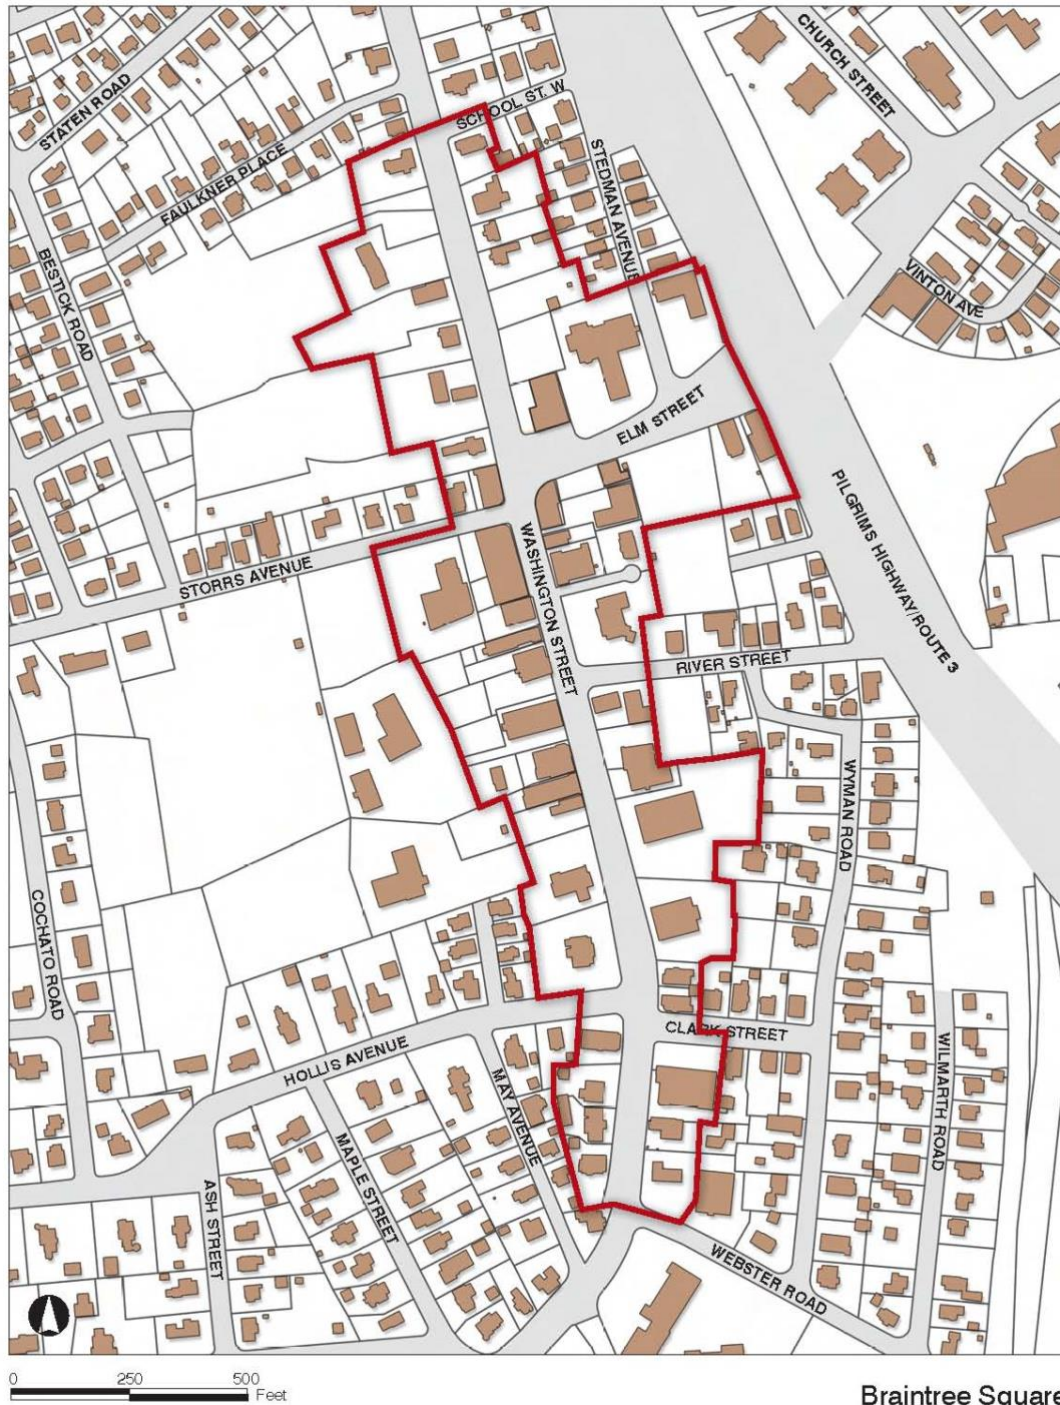 CHURCH STREET
STATEN ROAD
SCHOOL ST. W
FAULKNER PLACE
STEDMAN AVENUE
BESTICK ROAD
VINTON AVE
ELM STREET
PILGRIMS HIGHWAY/ROUTE 3
WASHINGTON STREET
STORRS AVENUE
RIVER STREET
WYMAN ROAD
COCHATO ROAD
CLARK STREET
HOLLIS AVENUE
MAY AVENUE
WILMARTH ROAD
MAPLE STREET
ASH STREET
WEBSTER ROAD
0 250 500
Feet
Braintree Square